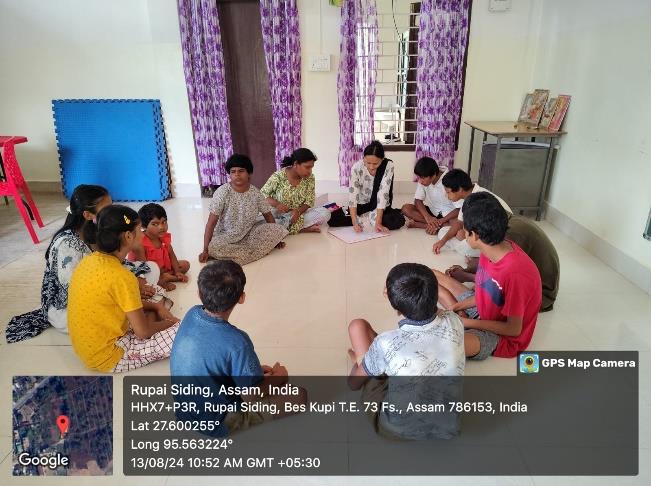 GPS Map Camera
Rupai Siding, Assam, India
HHX7+P3R, Rupai Siding, Bes Kupi T.E. 73 Fs., Assam 786153, India
Lat 27.600255°
Long 95.563224°
13/08/24 10:52 AM GMT +05:30
Google